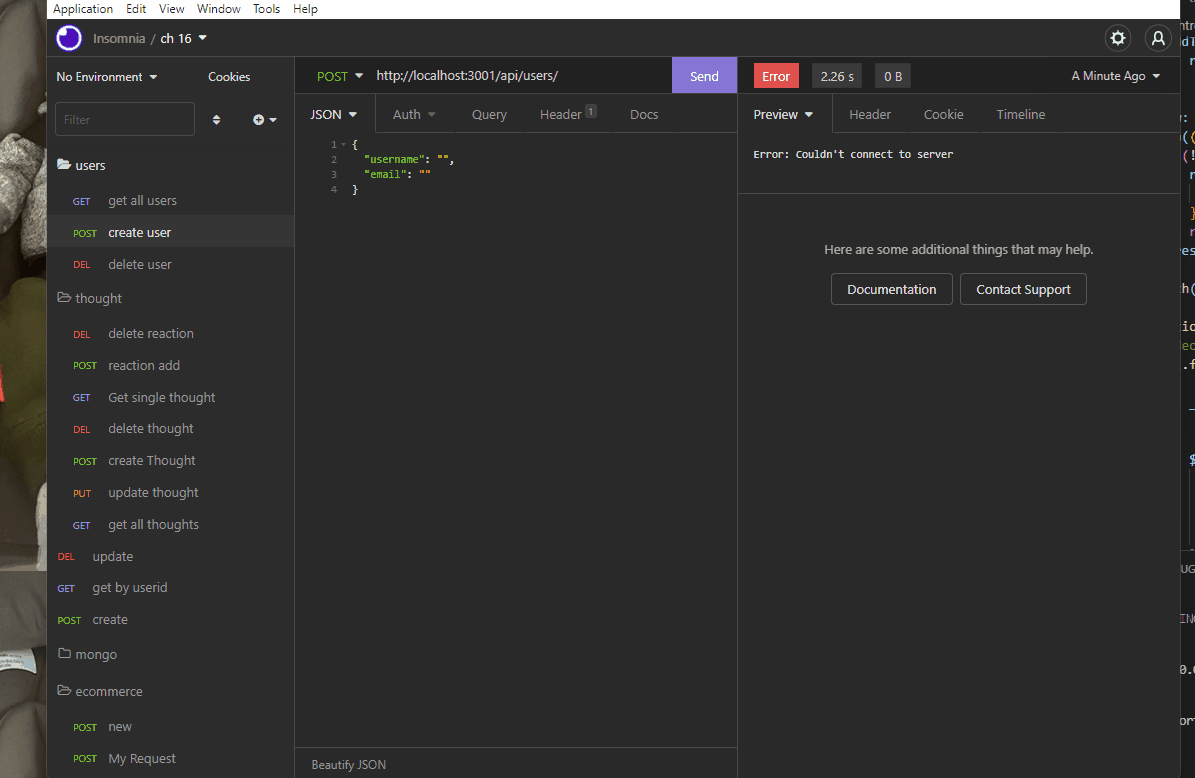 Application Edit View Window Tools Help
Insomnia / ch 16
No Environment Cookies
Filter
users
GET get all users
POST create user
DEL delete user
thought
DEL delete reaction
POST reaction add
GET Get single thought
DEL delete thought
POST create Thought
PUT update thought
GET get all thoughts
DEL update
GET get by userid
POST create
mongo
ecommerce
POST new
POST My Request
POST http://localhost:3001/api/users/ Send
JSON Auth Query Header 1 Docs
1 {
2 "username": "",
3 "email": ""
4 }
Beautify JSON
Error 2.26 s 0 B A Minute Ago
Preview Header Cookie Timeline
Error: Couldn't connect to server
Here are some additional things that may help.
Documentation Contact Support